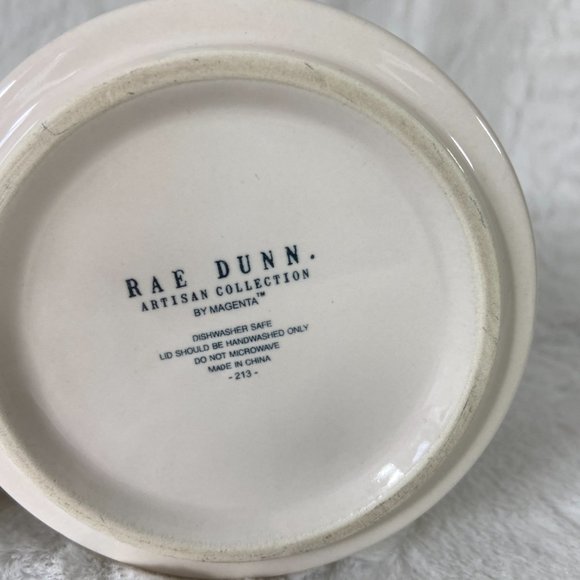 RAE DUNN.
ARTISAN COLLECTION
BY MAGENTA™
DISHWASHER SAFE
LID SHOULD BE HANDWASHED ONLY
DO NOT MICROWAVE
MADE IN CHINA
- 213 -